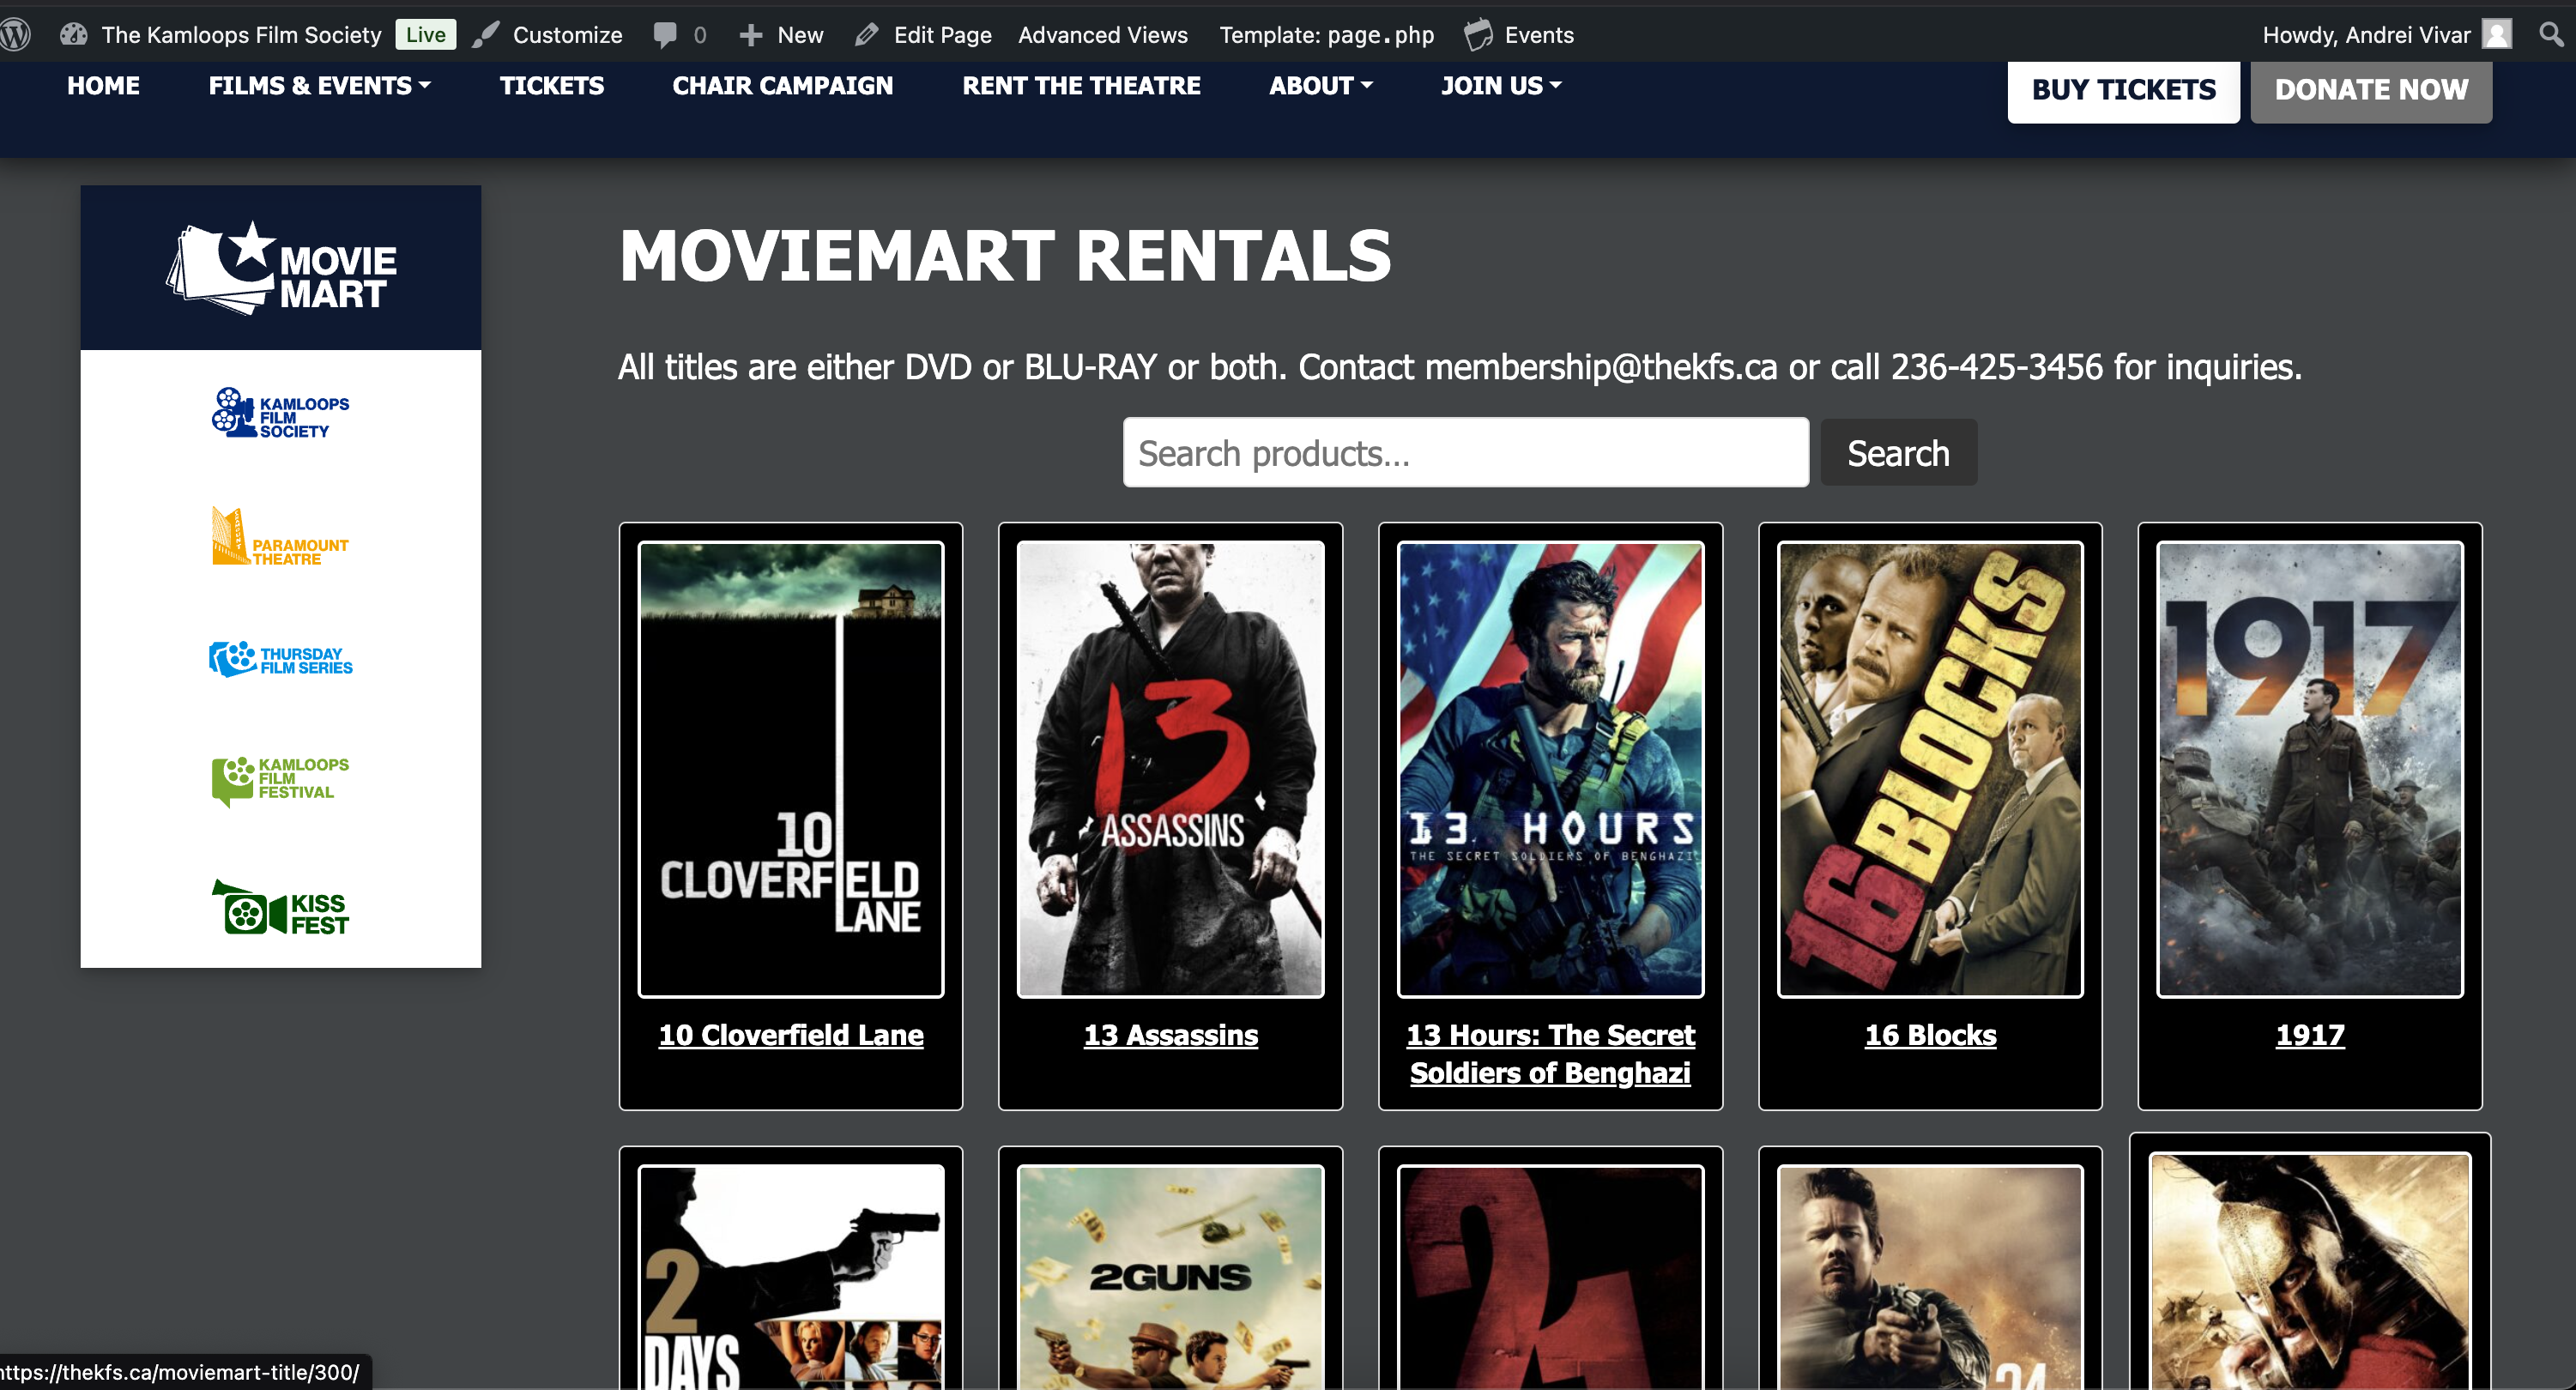 The Kamloops Film Society Live Customize 0 New Edit Page Advanced Views Template: page.php Events Howdy, Andrei Vivar
HOME FILMS & EVENTS TICKETS CHAIR CAMPAIGN RENT THE THEATRE ABOUT JOIN US BUY TICKETS DONATE NOW
MOVIE
MART
KAMLOOPS
FILM
SOCIETY
PARAMOUNT
THEATRE
THURSDAY
FILM SERIES
KAMLOOPS
FILM
FESTIVAL
KISS
FEST
MOVIEMART RENTALS
All titles are either DVD or BLU-RAY or both. Contact membership@thekfs.ca or call 236-425-3456 for inquiries.
Search products... Search
10
CLOVERFIELD
LANE
13
ASSASSINS
13 HOURS
THE SECRET SOLDIERS OF BENGHAZI
16 BLOCKS
1917
10 Cloverfield Lane
13 Assassins
13 Hours: The Secret
Soldiers of Benghazi
16 Blocks
1917
2
DAYS
2GUNS
21
24
https://thekfs.ca/moviemart-title/300/